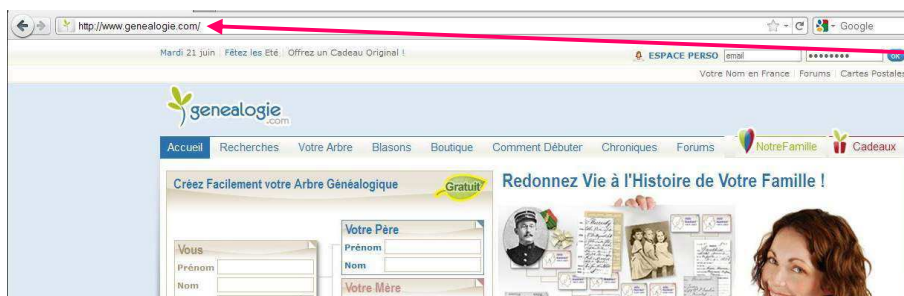 http://www.genealogie.com/
Google
Mardi 21 juin Fêtez les Eté Offrez un Cadeau Original !
ESPACE PERSO email •••••••• OK
Votre Nom en France Forums Cartes Postales
genealogie
.com
Accueil Recherches Votre Arbre Blasons Boutique Comment Débuter Chroniques Forums NotreFamille Cadeaux
Créez Facilement votre Arbre Généalogique Gratuit
Redonnez Vie à l'Histoire de Votre Famille !
Votre Père
Prénom
Nom
Vous
Prénom
Nom
Votre Mère